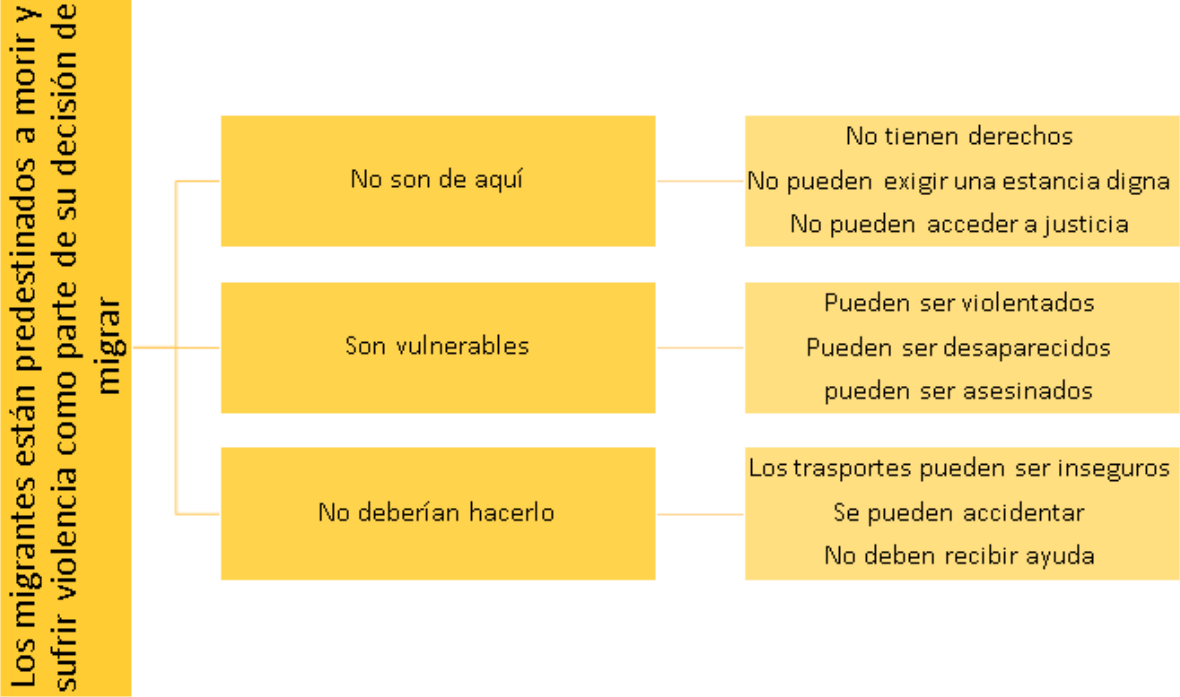 Los migrantes están predestinados a morir y
sufrir violencia como parte de su decisión de
migrar
No son de aquí
No tienen derechos
No pueden exigir una estancia digna
No pueden acceder a justicia
Son vulnerables
Pueden ser violentados
Pueden ser desaparecidos
pueden ser asesinados
No deberían hacerlo
Los trasportes pueden ser inseguros
Se pueden accidentar
No deben recibir ayuda